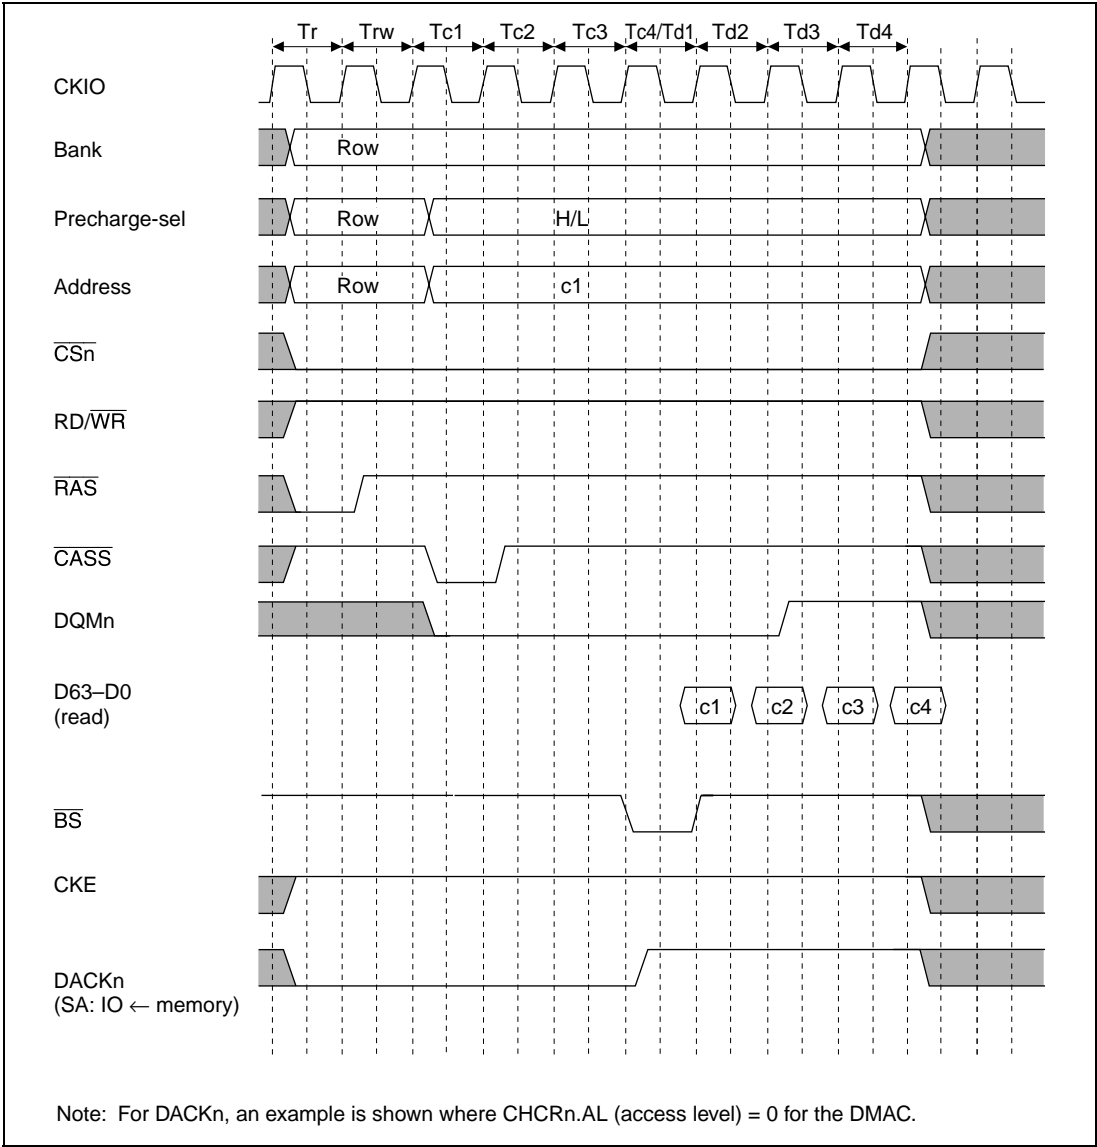 Tr Trw Tc1 Tc2 Tc3 Tc4/Td1 Td2 Td3 Td4
CKIO
Bank Row
Precharge-sel Row H/L
Address Row c1
CSn
RD/WR
RAS
CASS
DQMn
D63–D0
(read)
c1 c2 c3 c4
BS
CKE
DACKn
(SA: IO ← memory)
Note: For DACKn, an example is shown where CHCRn.AL (access level) = 0 for the DMAC.